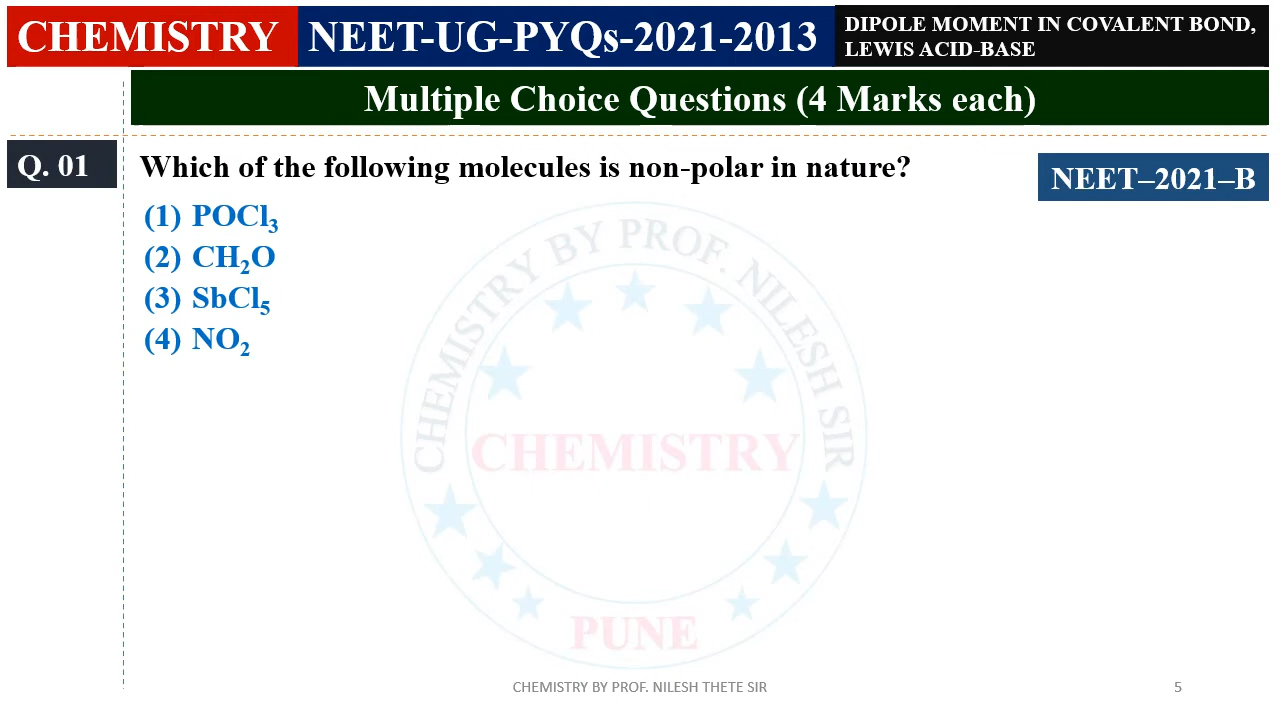 CHEMISTRY
NEET-UG-PYQs-2021-2013
DIPOLE MOMENT IN COVALENT BOND,
LEWIS ACID-BASE
Multiple Choice Questions (4 Marks each)
Q. 01
Which of the following molecules is non-polar in nature?
NEET–2021–B
(1) POCl₃
(2) CH₂O
(3) SbCl₅
(4) NO₂
CHEMISTRY BY PROF. NILESH SIR
CHEMISTRY
PUNE
CHEMISTRY BY PROF. NILESH THETE SIR
5